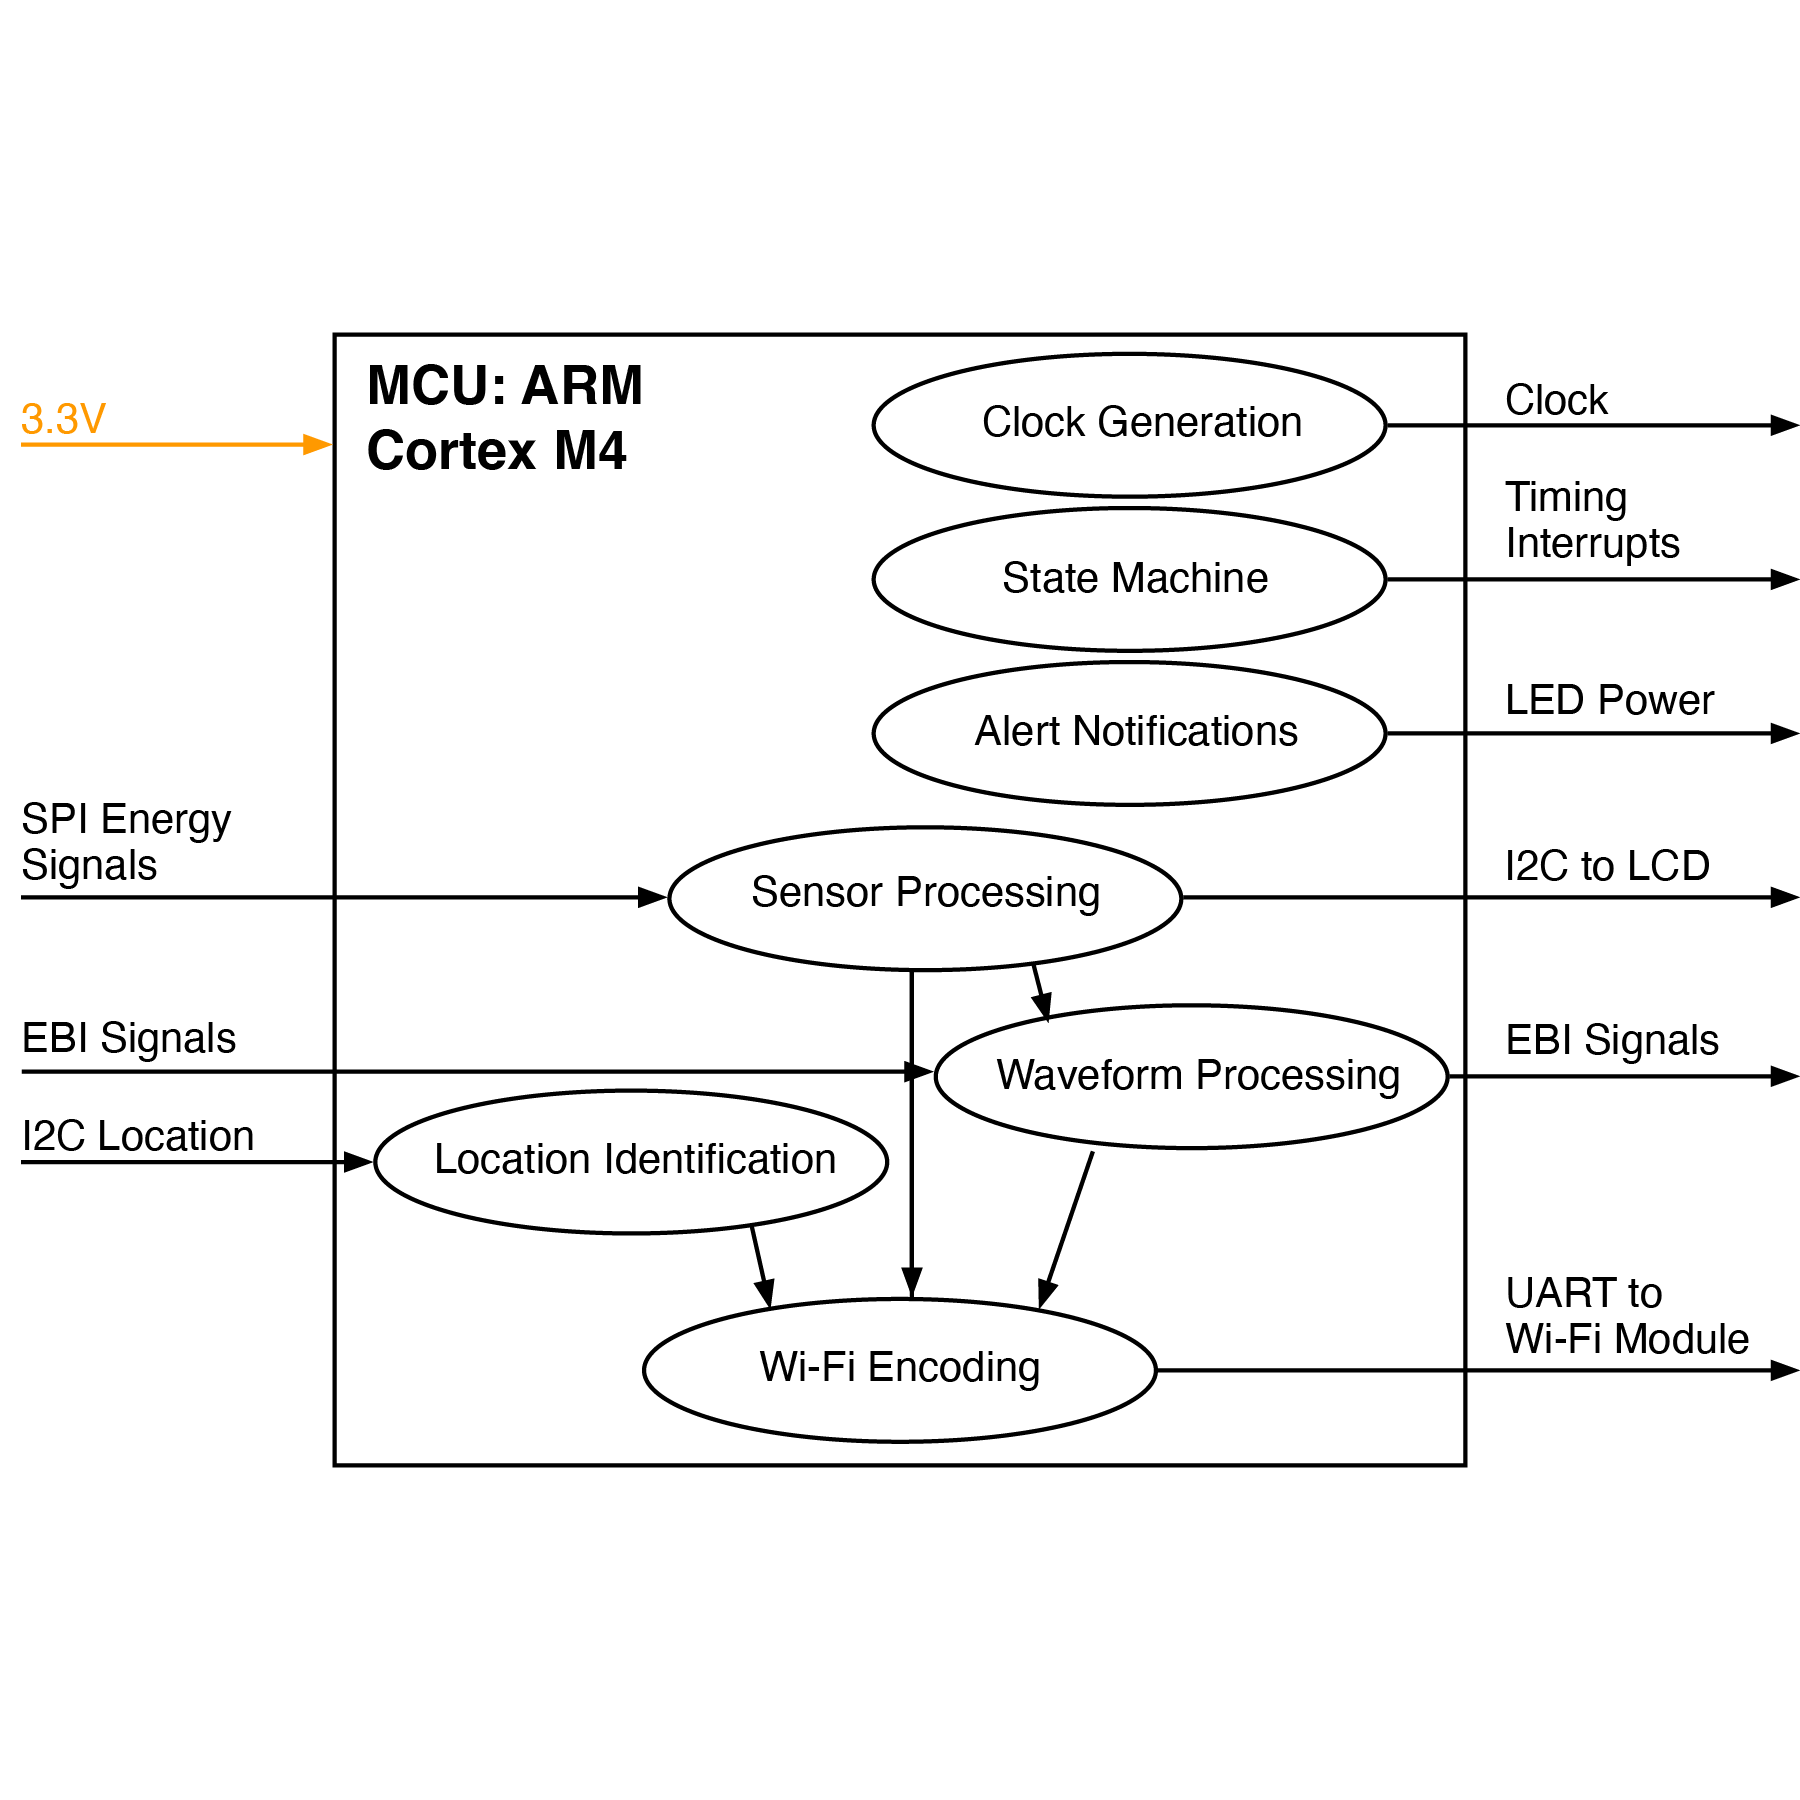 MCU: ARM
Cortex M4
3.3V
Clock Generation
Clock
Timing
Interrupts
State Machine
Alert Notifications
LED Power
SPI Energy
Signals
Sensor Processing
I2C to LCD
EBI Signals
Waveform Processing
EBI Signals
I2C Location
Location Identification
UART to
Wi-Fi Module
Wi-Fi Encoding